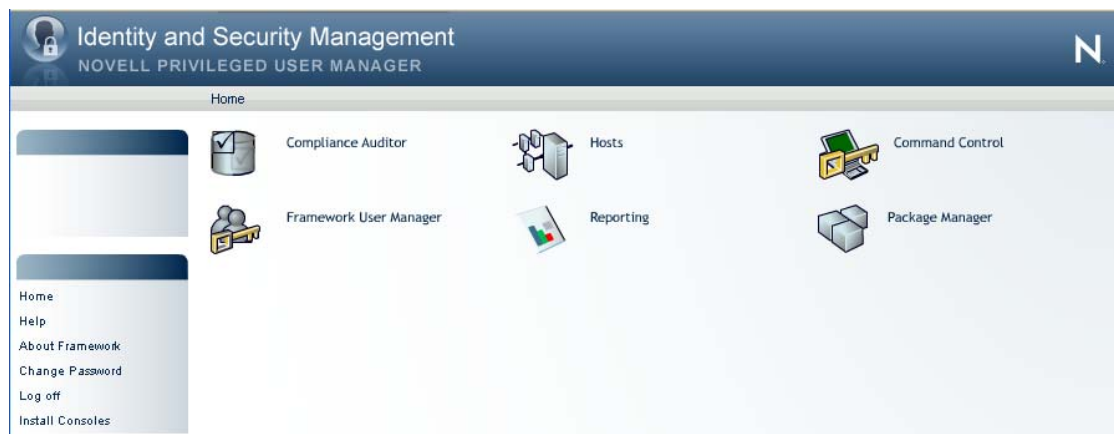 Identity and Security Management
NOVELL PRIVILEGED USER MANAGER
N
Home
Compliance Auditor
Hosts
Command Control
Framework User Manager
Reporting
Package Manager
Home
Help
About Framework
Change Password
Log off
Install Consoles